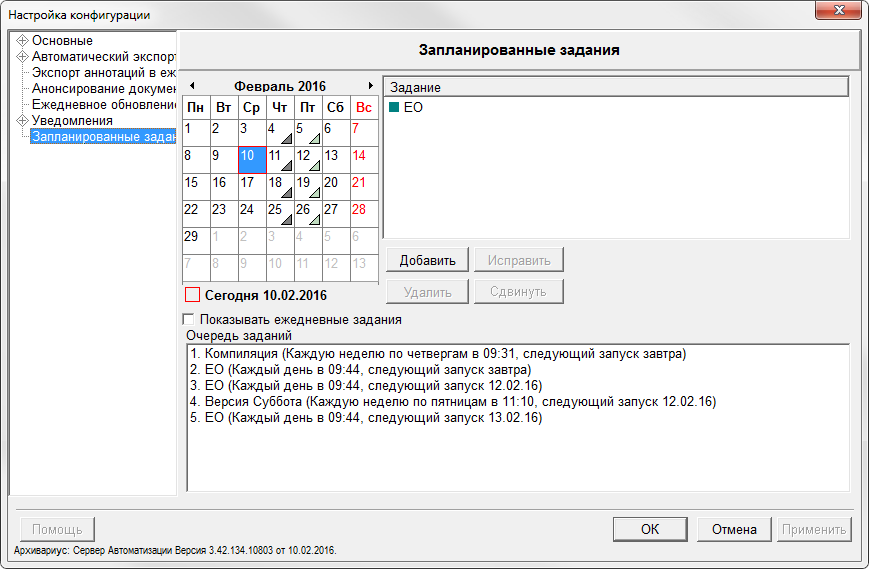 Настройка конфигурации
Основные
Автоматический экспорт
Экспорт аннотаций в еж
Анонсирование докумен
Ежедневное обновление
Уведомления
Запланированные задан
Запланированные задания
Февраль 2016
Пн Вт Ср Чт Пт Сб Вс
1 2 3 4 5 6 7
8 9 10 11 12 13 14
15 16 17 18 19 20 21
22 23 24 25 26 27 28
29 1 2 3 4 5 6
7 8 9 10 11 12 13
Сегодня 10.02.2016
Задание
ЕО
Добавить Исправить
Удалить Сдвинуть
Показывать ежедневные задания
Очередь заданий
1. Компиляция (Каждую неделю по четвергам в 09:31, следующий запуск завтра)
2. ЕО (Каждый день в 09:44, следующий запуск завтра)
3. ЕО (Каждый день в 09:44, следующий запуск 12.02.16)
4. Версия Суббота (Каждую неделю по пятницам в 11:10, следующий запуск 12.02.16)
5. ЕО (Каждый день в 09:44, следующий запуск 13.02.16)
Помощь ОК Отмена Применить
Архивариус: Сервер Автоматизации Версия 3.42.134.10803 от 10.02.2016.